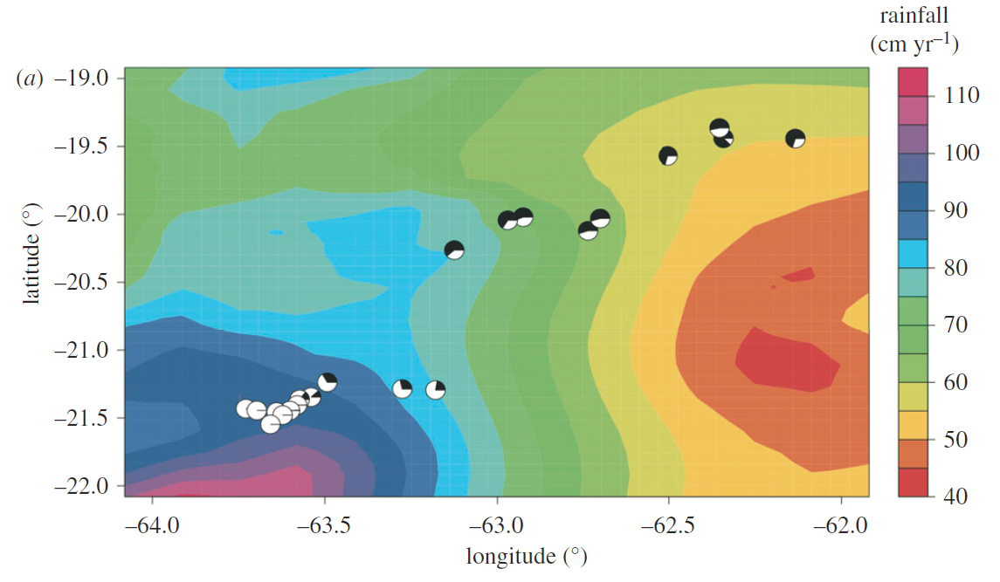 rainfall
(cm yr–1)
(a)
–19.0
–19.5
–20.0
–20.5
–21.0
–21.5
–22.0
latitude (°)
110
100
90
80
70
60
50
40
–64.0 –63.5 –63.0 –62.5 –62.0
longitude (°)